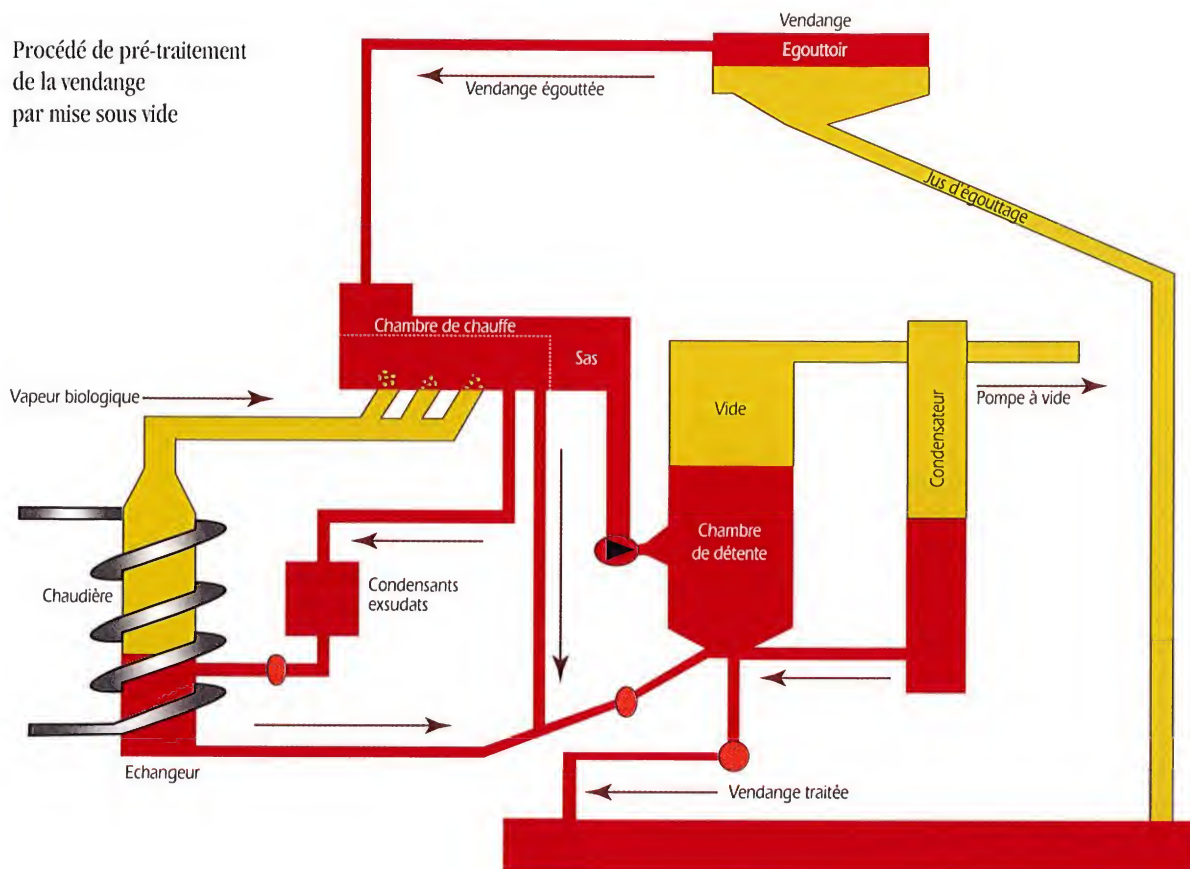 Procédé de pré-traitement
de la vendange
par mise sous vide
Vendange
Egouttoir
Vendange égouttée
Jus d'égouttage
Chambre de chauffe
Sas
Vapeur biologique
Vide
Condensateur
Pompe à vide
Chambre
de détente
Chaudière
Condensants
exsudats
Echangeur
Vendange traitée